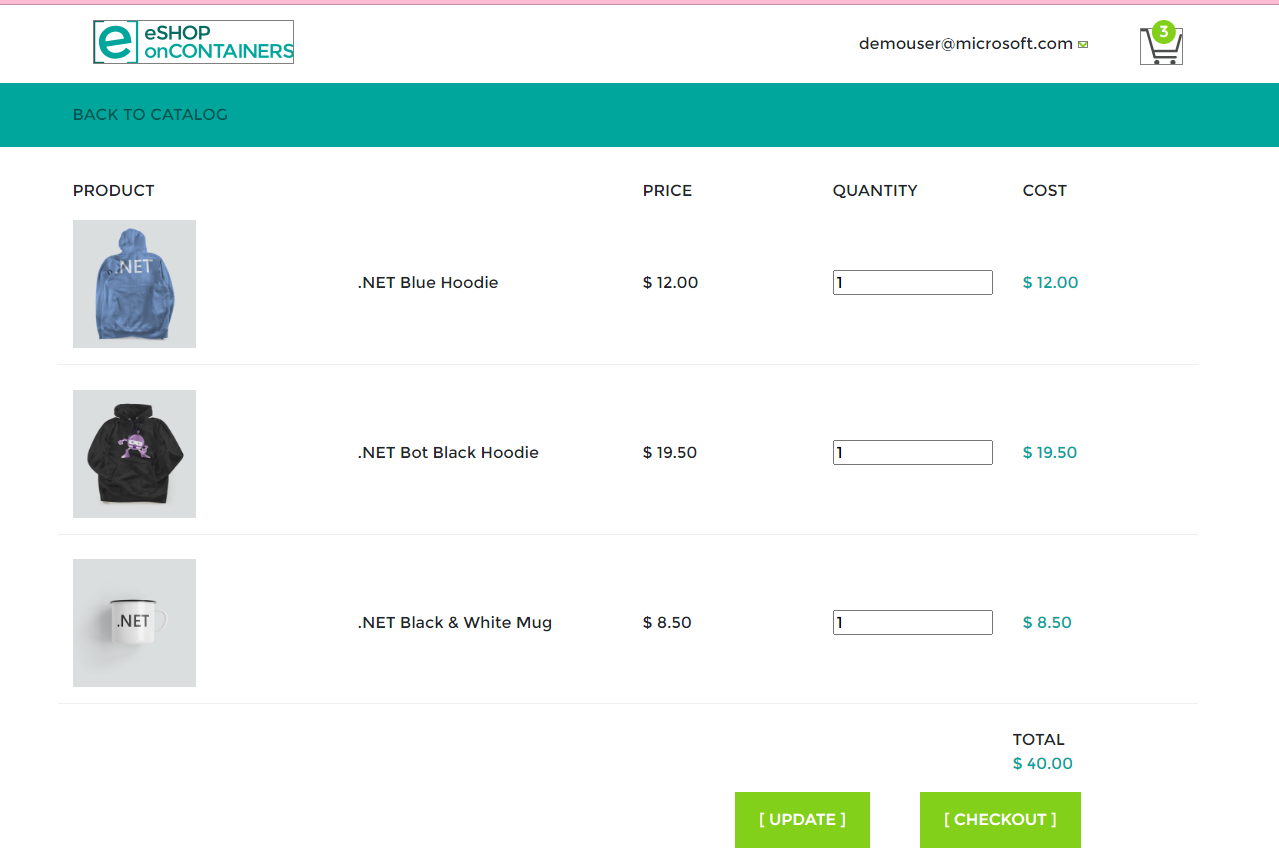 eSHOP
onCONTAINERS
demouser@microsoft.com
3
BACK TO CATALOG
PRODUCT PRICE QUANTITY COST
.NET
.NET Blue Hoodie $ 12.00 1 $ 12.00
.NET Bot Black Hoodie $ 19.50 1 $ 19.50
.NET
.NET Black & White Mug $ 8.50 1 $ 8.50
TOTAL
$ 40.00
[ UPDATE ] [ CHECKOUT ]